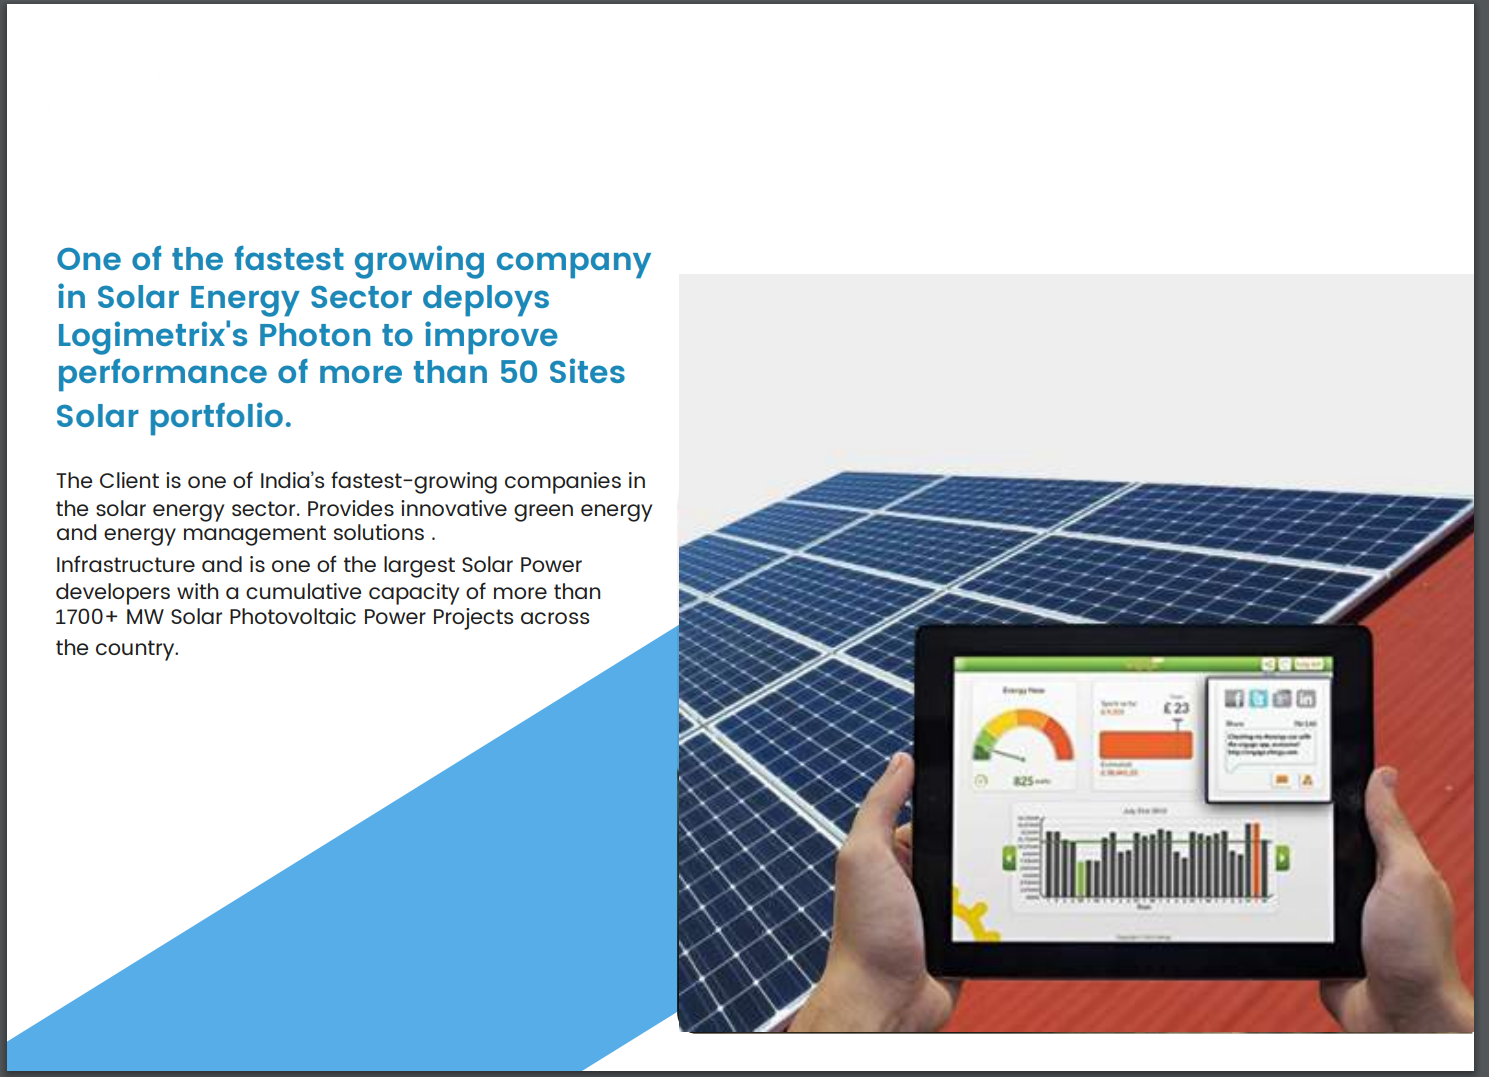 One of the fastest growing company
in Solar Energy Sector deploys
Logimetrix's Photon to improve
performance of more than 50 Sites
Solar portfolio.
The Client is one of India’s fastest-growing companies in
the solar energy sector. Provides innovative green energy
and energy management solutions .
Infrastructure and is one of the largest Solar Power
developers with a cumulative capacity of more than
1700+ MW Solar Photovoltaic Power Projects across
the country.
Energy Now
825 watts
£ 23
Share